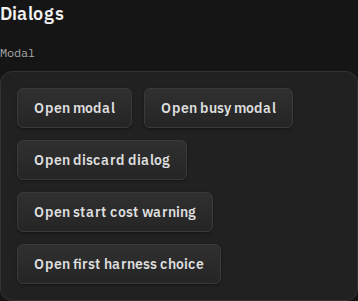 Dialogs
Modal
Open modal Open busy modal
Open discard dialog
Open start cost warning
Open first harness choice